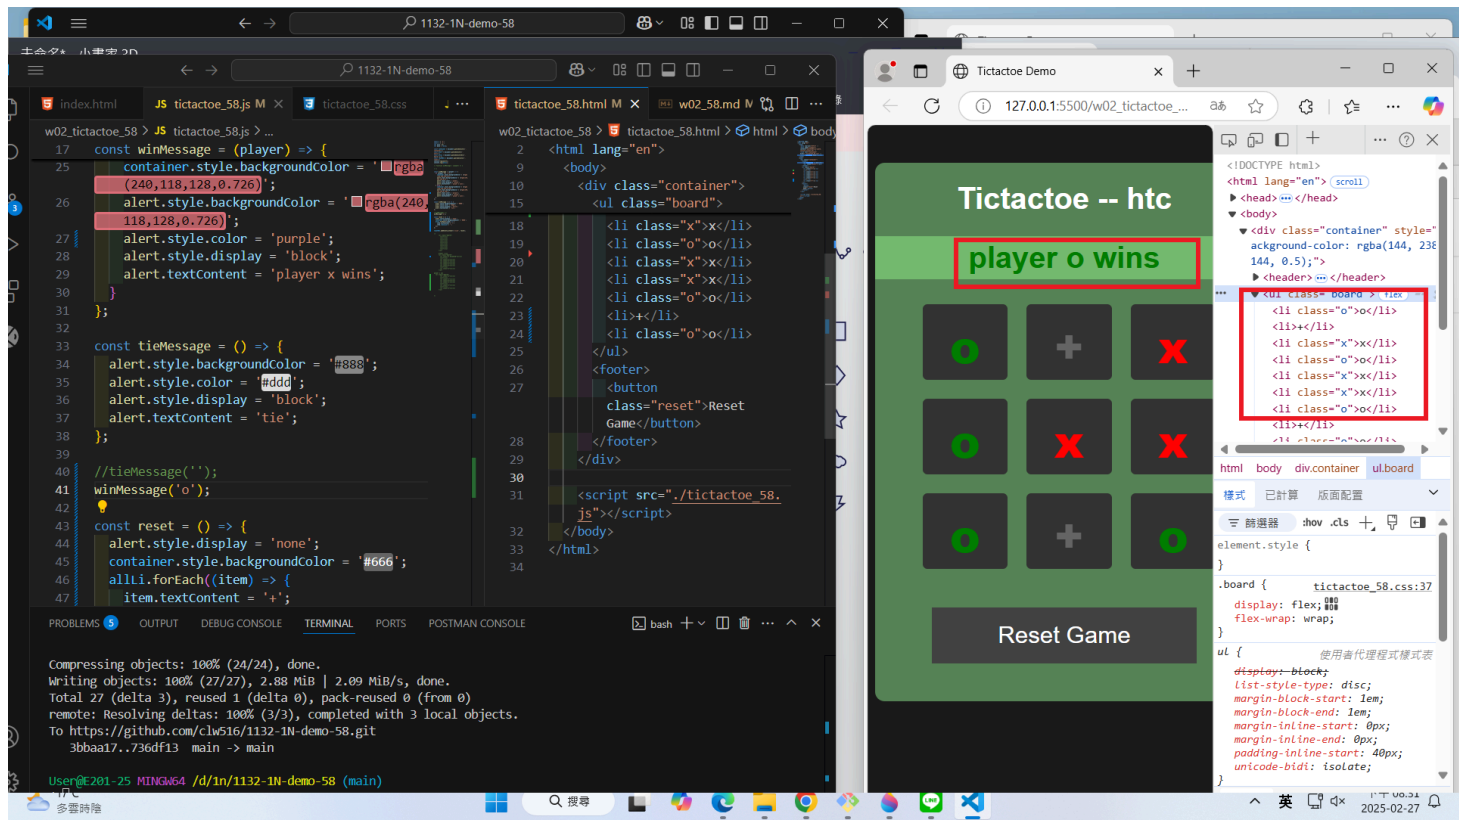 1132-1N-demo-58
Tictactoe Demo
未命名* - 小畫家 3D
1132-1N-demo-58
index.html
JS tictactoe_58.js M
tictactoe_58.css
tictactoe_58.html M
w02_58.md M
w02_tictactoe_58 > JS tictactoe_58.js > ...
17 const winMessage = (player) => {
25 container.style.backgroundColor = 'rgba
(240,118,128,0.726)';
26 alert.style.backgroundColor = 'rgba(240,
118,128,0.726)';
27 alert.style.color = 'purple';
28 alert.style.display = 'block';
29 alert.textContent = 'player x wins';
30 }
31 };
32
33 const tieMessage = () => {
34 alert.style.backgroundColor = '#888';
35 alert.style.color = '#ddd';
36 alert.style.display = 'block';
37 alert.textContent = 'tie';
38 };
39
40 //tieMessage('');
41 winMessage('o');
42
43 const reset = () => {
44 alert.style.display = 'none';
45 container.style.backgroundColor = '#666';
46 allLi.forEach((item) => {
47 item.textContent = '+';
w02_tictactoe_58 > tictactoe_58.html > html > body
2 <html lang="en">
9 <body>
10 <div class="container">
15 <ul class="board">
18 <li class="x">x</li>
19 <li class="o">o</li>
20 <li class="x">x</li>
21 <li class="x">x</li>
22 <li class="o">o</li>
23 <li>+</li>
24 <li class="o">o</li>
25 </ul>
26 <footer>
27 <button
class="reset">Reset
Game</button>
28 </footer>
29 </div>
30
31 <script src="./tictactoe_58.
js"></script>
32 </body>
33 </html>
34
PROBLEMS 5
OUTPUT
DEBUG CONSOLE
TERMINAL
PORTS
POSTMAN CONSOLE
bash
Compressing objects: 100% (24/24), done.
Writing objects: 100% (27/27), 2.88 MiB | 2.09 MiB/s, done.
Total 27 (delta 3), reused 1 (delta 0), pack-reused 0 (from 0)
remote: Resolving deltas: 100% (3/3), completed with 3 local objects.
To https://github.com/clw516/1132-1N-demo-58.git
3bbaa17..736df13 main -> main
User@E201-25 MINGW64 /d/1n/1132-1N-demo-58 (main)
3
127.0.0.1:5500/w02_tictactoe_...
Tictactoe -- htc
player o wins
o + x
o x x
o + o
Reset Game
<!DOCTYPE html>
<html lang="en"> scroll
<head> ... </head>
<body>
<div class="container" style="
ackground-color: rgba(144, 238
144, 0.5);">
<header> ... </header>
<ul class="board"> flex
<li class="o">o</li>
<li>+</li>
<li class="x">x</li>
<li class="o">o</li>
<li class="x">x</li>
<li class="x">x</li>
<li class="o">o</li>
<li>+</li>
<li class="o">o</li>
html body div.container ul.board
樣式 已計算 版面配置
篩選器 :hov .cls
element.style {
}
.board { tictactoe_58.css:37
display: flex;
flex-wrap: wrap;
}
ul { 使用者代理程式樣式表
display: block;
list-style-type: disc;
margin-block-start: 1em;
margin-block-end: 1em;
margin-inline-start: 0px;
margin-inline-end: 0px;
padding-inline-start: 40px;
unicode-bidi: isolate;
}
多雲時陰
搜尋
英
下午 08:31
2025-02-27